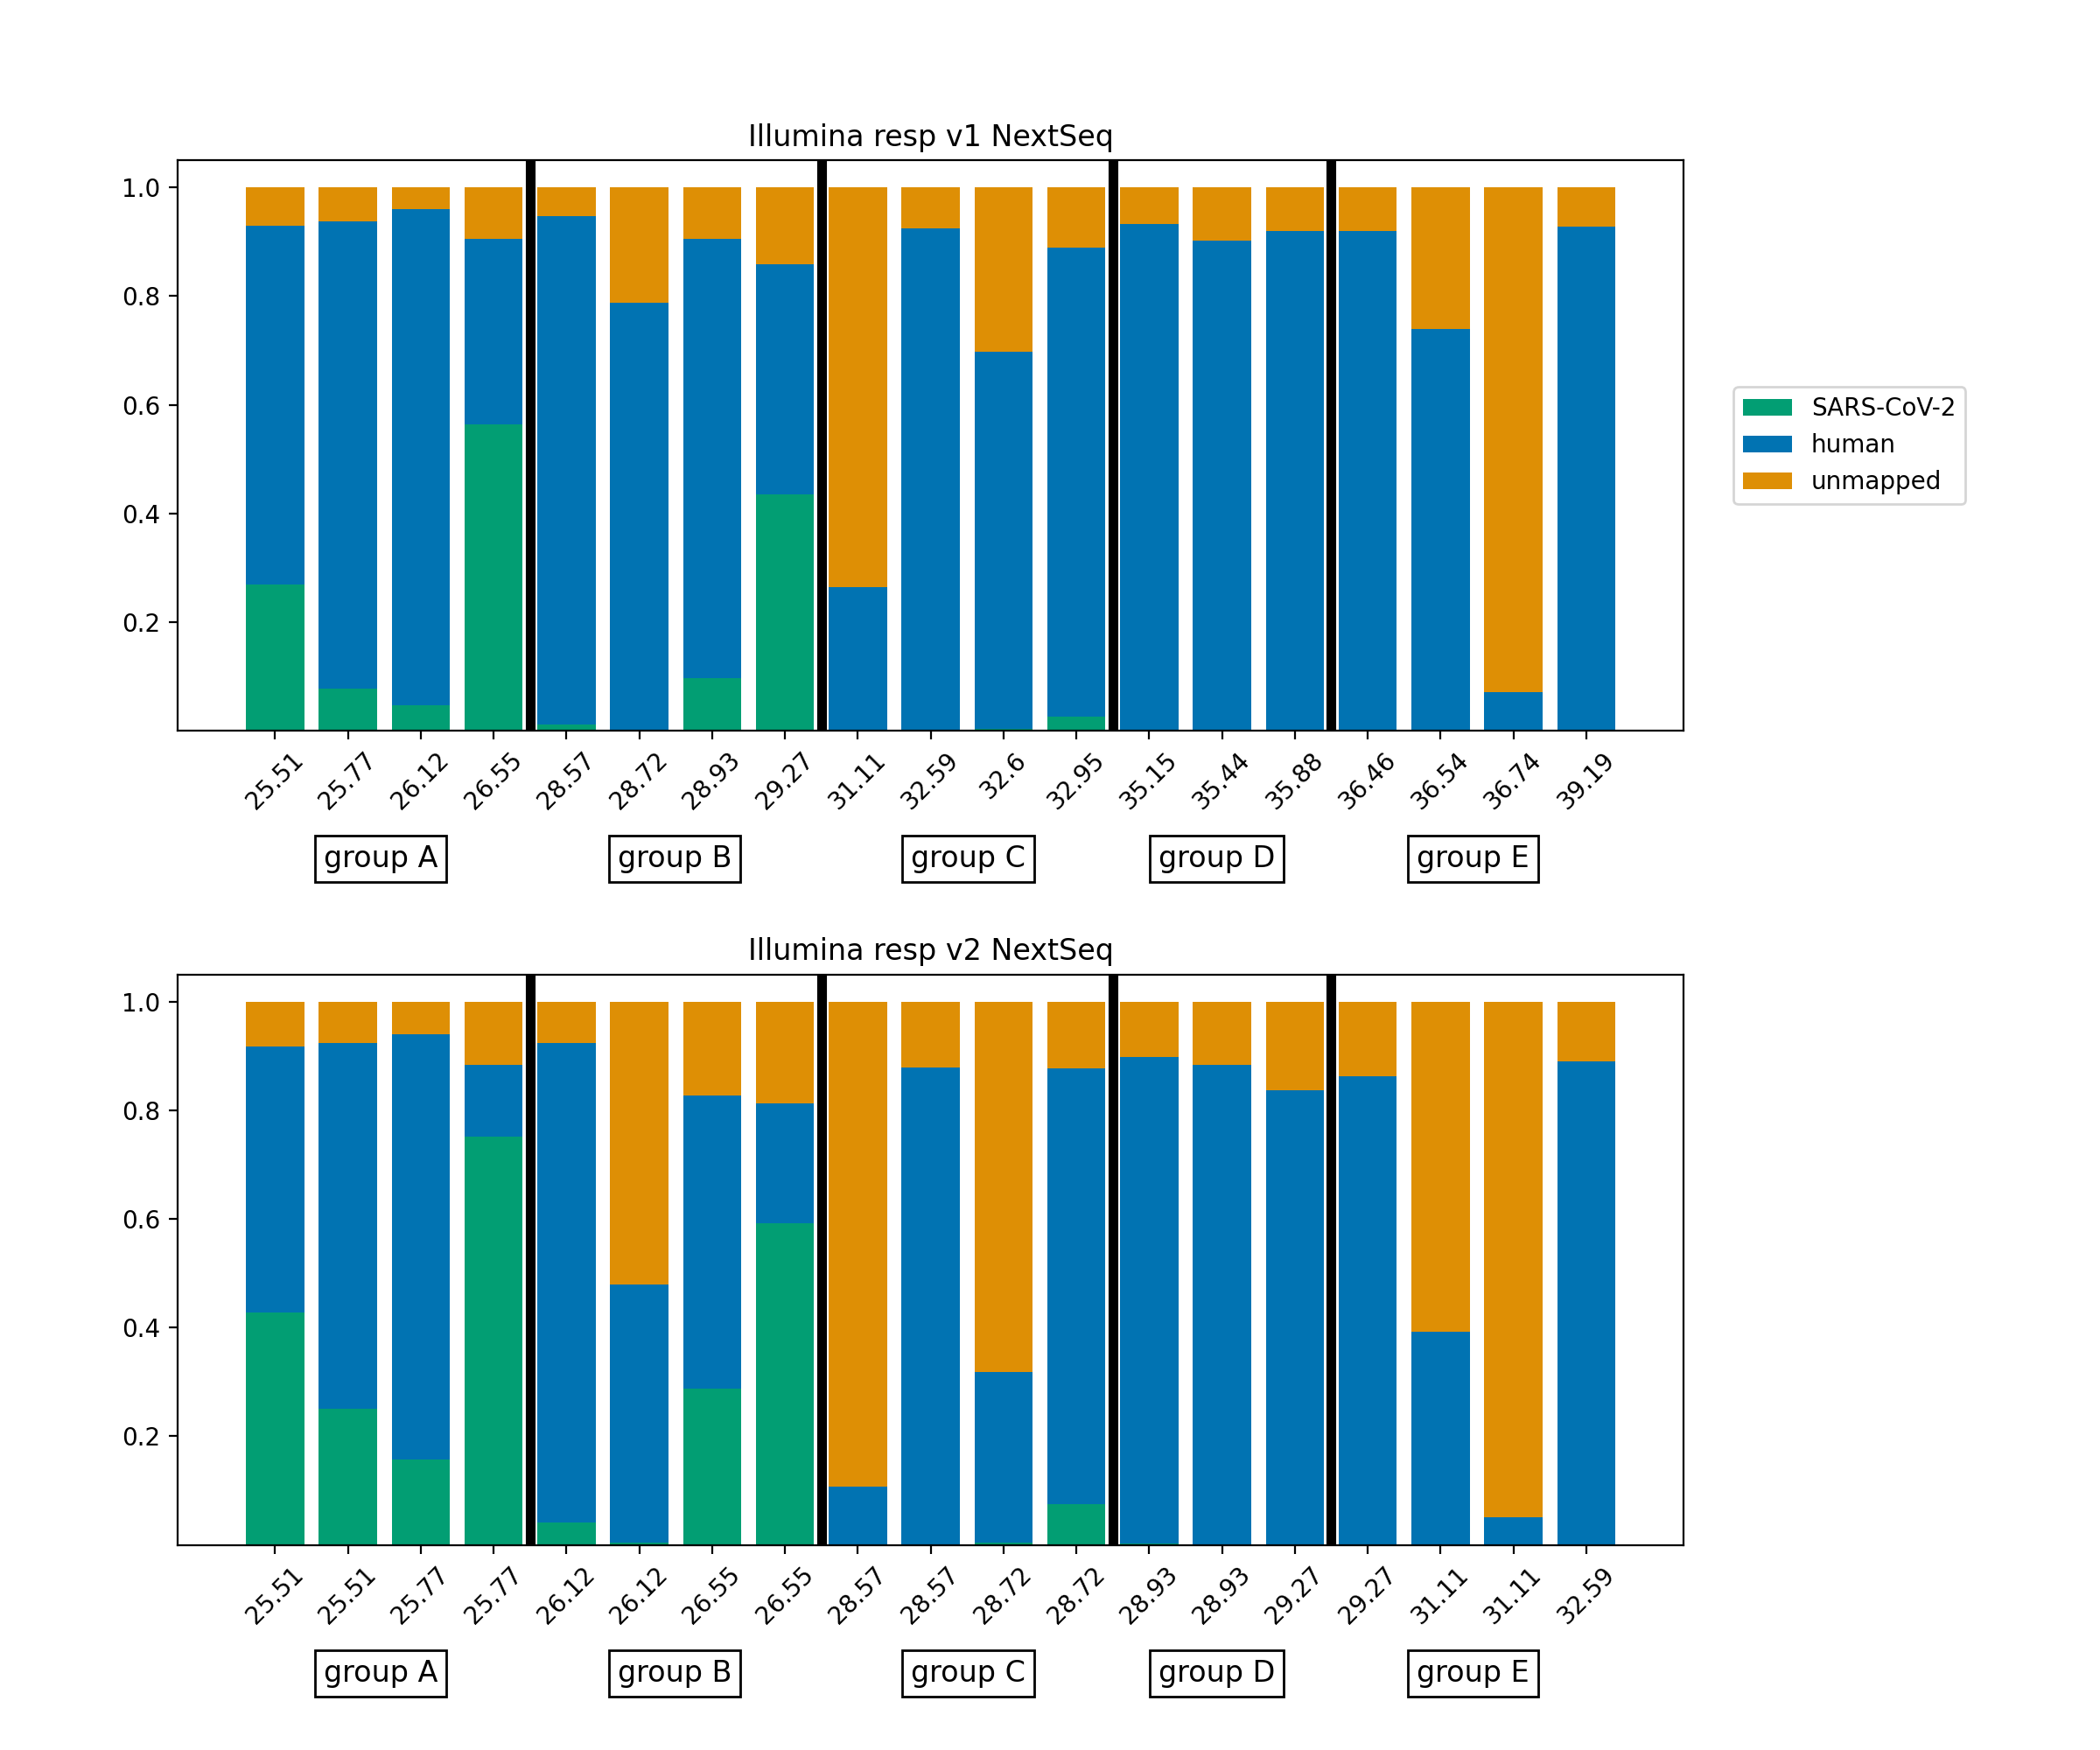 Illumina resp v1 NextSeq
1.0
0.8
0.6
0.4
0.2
SARS-CoV-2
human
unmapped
25.51 25.77 26.12 26.55 28.57 28.72 28.93 29.27 31.11 32.59 32.6 32.95 35.15 35.44 35.88 36.46 36.54 36.74 39.19
group A group B group C group D group E
Illumina resp v2 NextSeq
1.0
0.8
0.6
0.4
0.2
25.51 25.51 25.77 25.77 26.12 26.12 26.55 26.55 28.57 28.57 28.72 28.72 28.93 28.93 29.27 29.27 31.11 31.11 32.59
group A group B group C group D group E